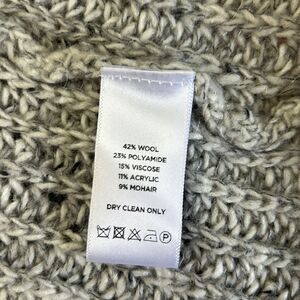 42% WOOL
23% POLYAMIDE
15% VISCOSE
11% ACRYLIC
9% MOHAIR
DRY CLEAN ONLY
P